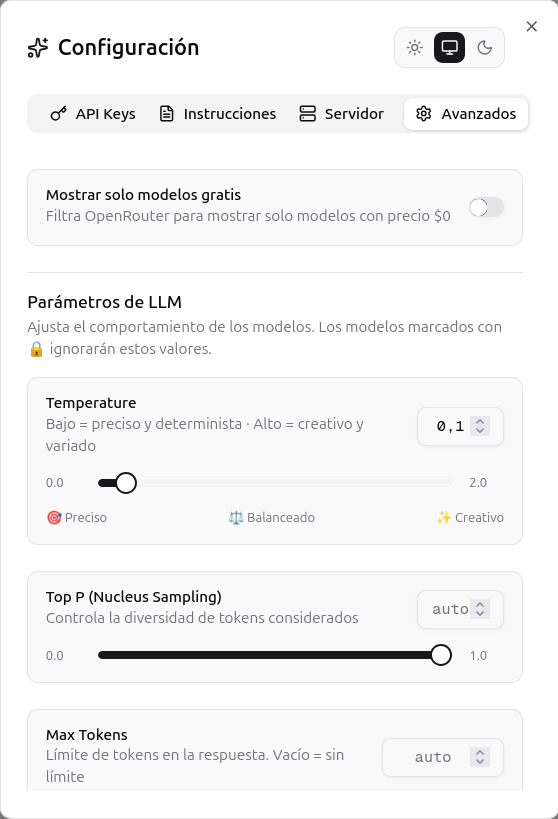 Configuración
API Keys
Instrucciones
Servidor
Avanzados
Mostrar solo modelos gratis
Filtra OpenRouter para mostrar solo modelos con precio $0
Parámetros de LLM
Ajusta el comportamiento de los modelos. Los modelos marcados con
🔒 ignorarán estos valores.
Temperature
Bajo = preciso y determinista · Alto = creativo y
variado
0,1
0.0
2.0
🎯 Preciso
⚖️ Balanceado
✨ Creativo
Top P (Nucleus Sampling)
Controla la diversidad de tokens considerados
auto
0.0
1.0
Max Tokens
Límite de tokens en la respuesta. Vacío = sin
límite
auto